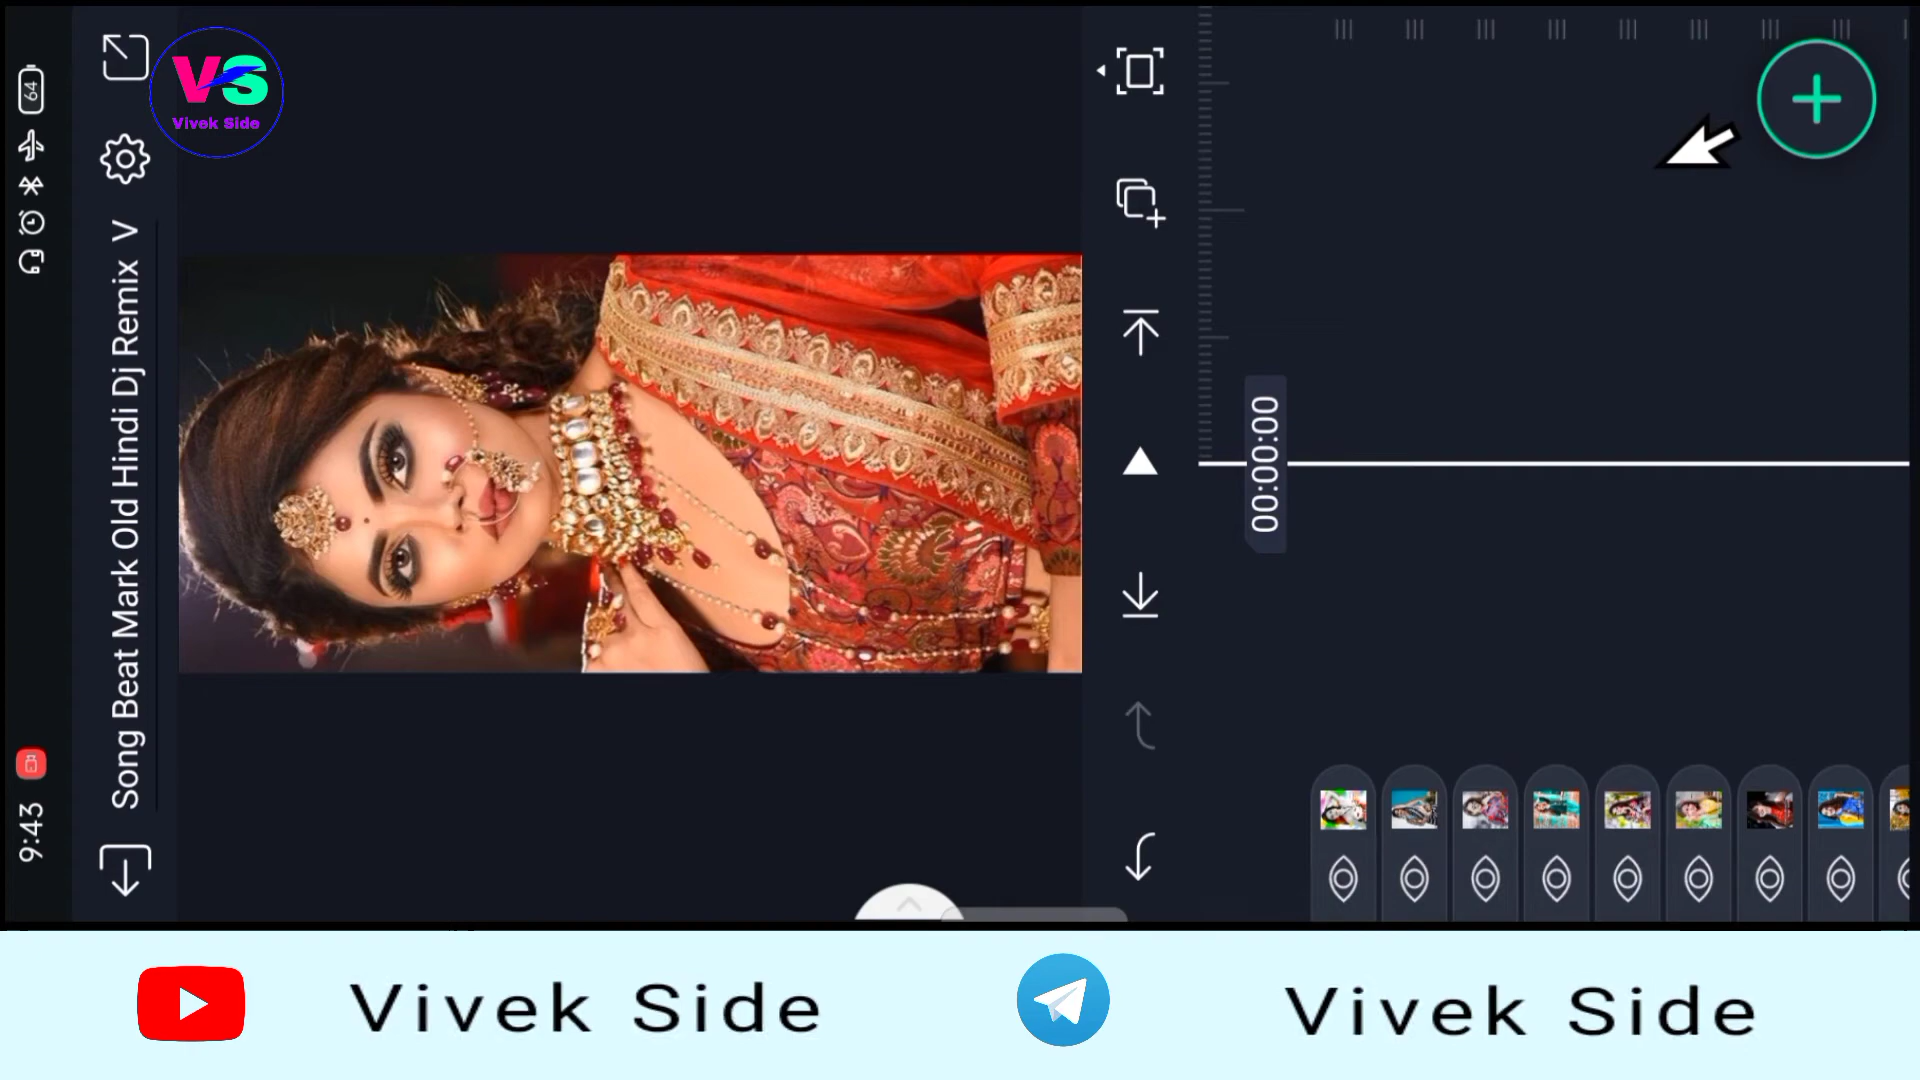 64
VS
Vivek Side
Song Beat Mark Old Hindi Dj Remix V
9:43
00:00:00
Vivek Side
Vivek Side